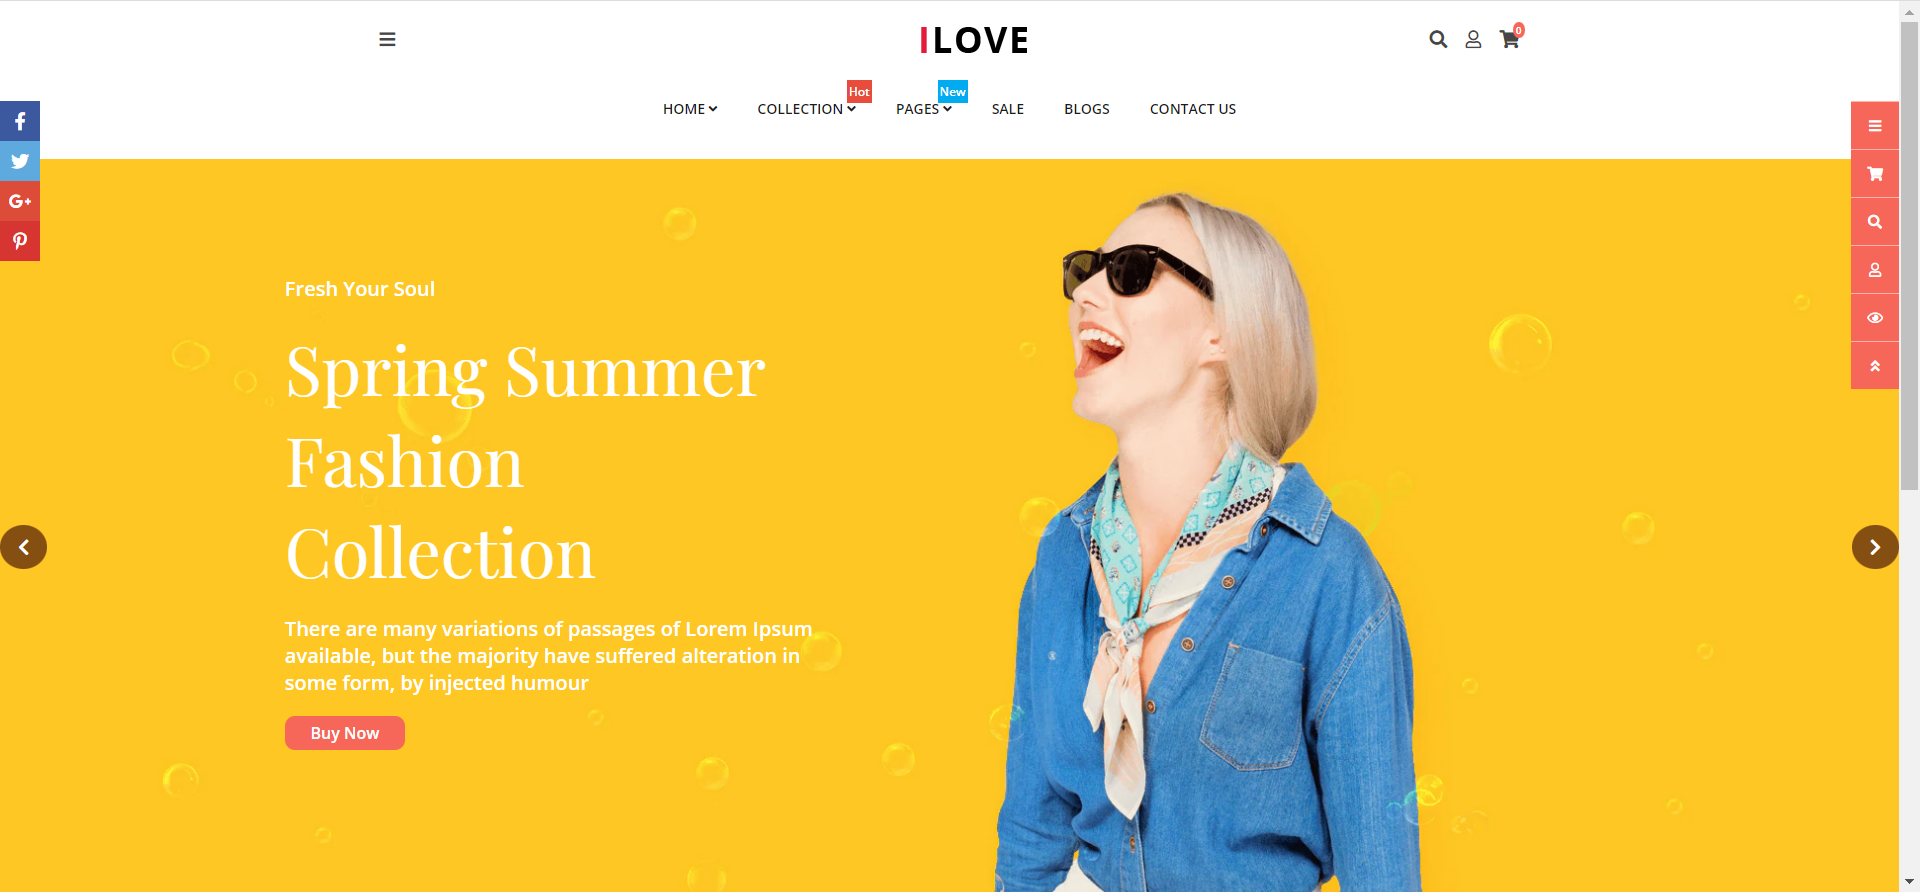 ILOVE
0
Hot
New
HOME
COLLECTION
PAGES
SALE
BLOGS
CONTACT US
Fresh Your Soul
Spring Summer
Fashion
Collection
There are many variations of passages of Lorem Ipsum
available, but the majority have suffered alteration in
some form, by injected humour
Buy Now